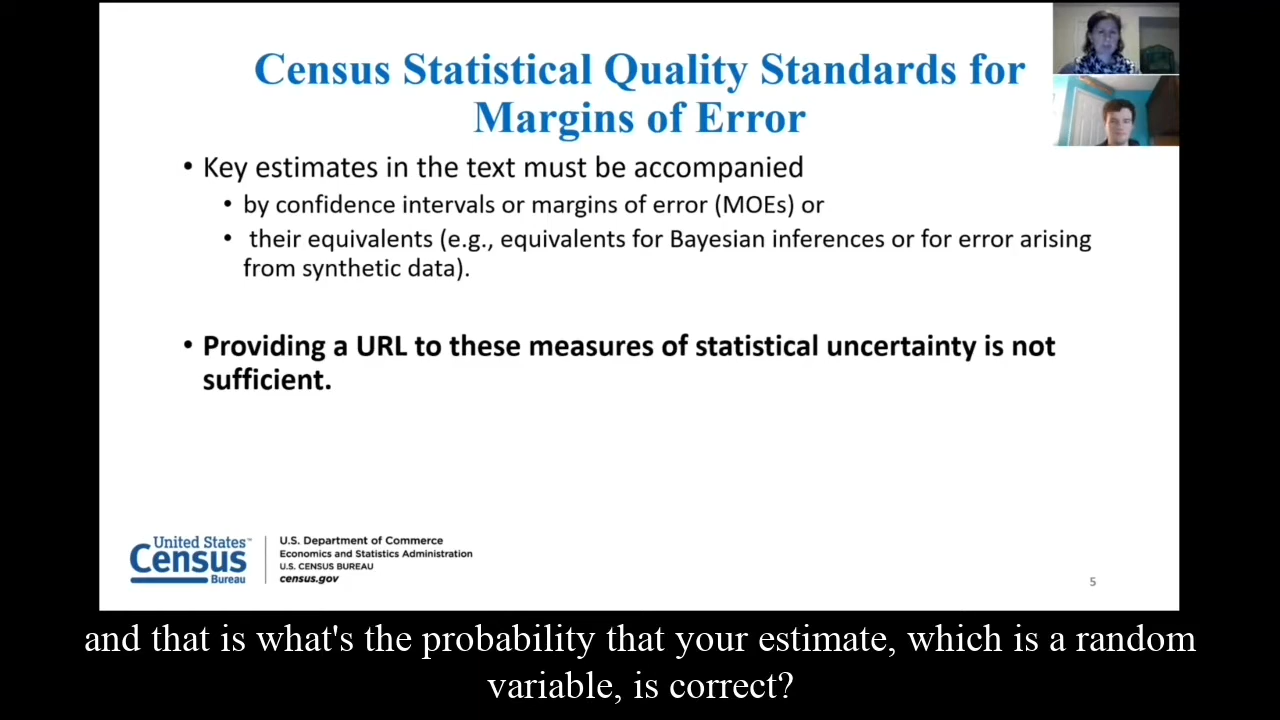 Census Statistical Quality Standards for
Margins of Error
• Key estimates in the text must be accompanied
• by confidence intervals or margins of error (MOEs) or
• their equivalents (e.g., equivalents for Bayesian inferences or for error arising
from synthetic data).
• Providing a URL to these measures of statistical uncertainty is not
sufficient.
United States™
Census
Bureau
U.S. Department of Commerce
Economics and Statistics Administration
U.S. CENSUS BUREAU
census.gov
5
and that is what's the probability that your estimate, which is a random
variable, is correct?